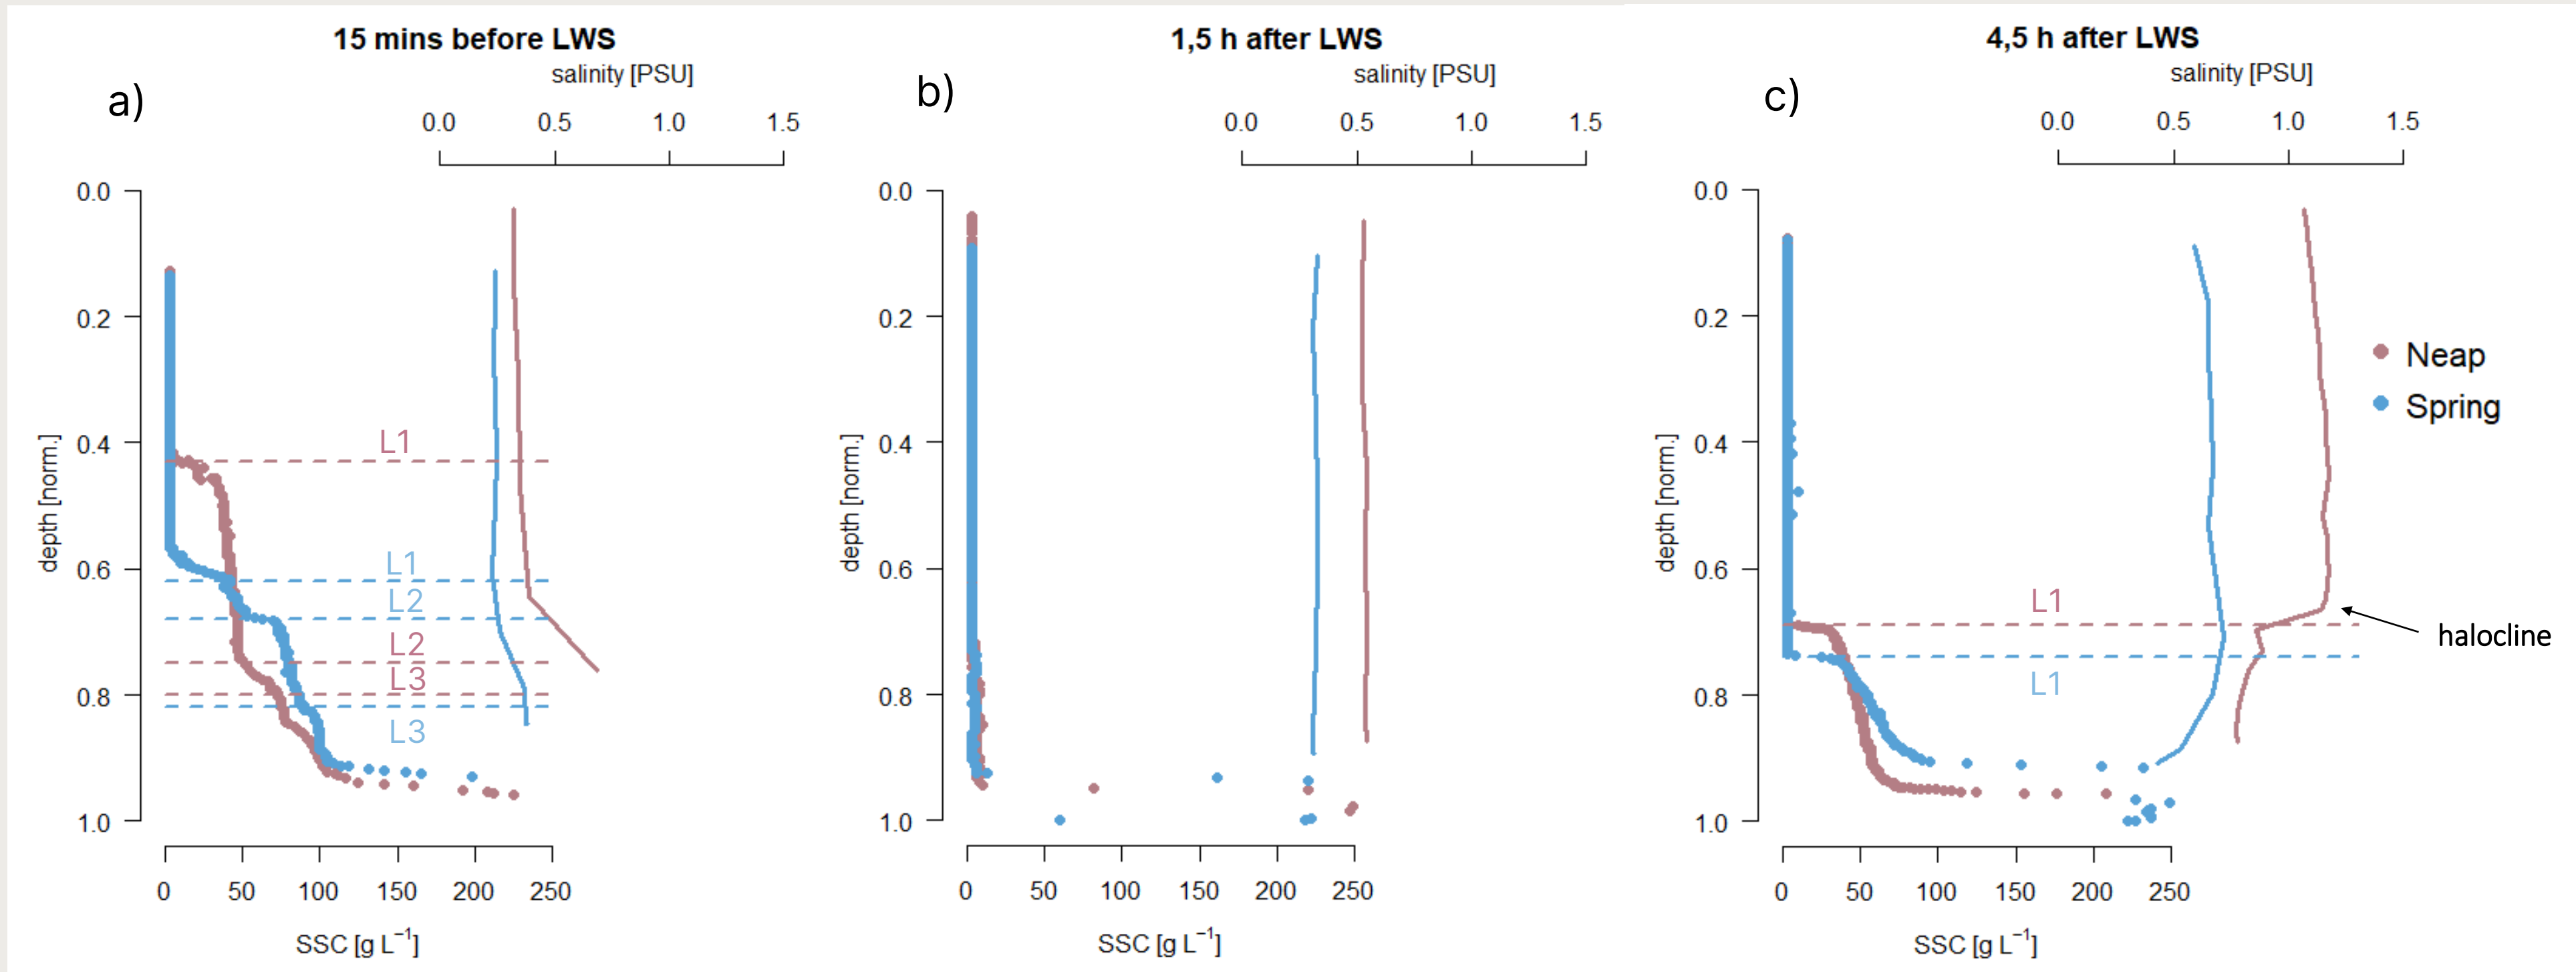 15 mins before LWS
salinity [PSU]
a)
0.0 0.5 1.0 1.5
0.0
0.2
0.4
0.6
0.8
1.0
depth [norm.]
L1
L1
L2
L2
L3
L3
0 50 100 150 200 250
SSC [g L⁻¹]
1,5 h after LWS
salinity [PSU]
b)
0.0 0.5 1.0 1.5
0.0
0.2
0.4
0.6
0.8
1.0
depth [norm.]
0 50 100 150 200 250
SSC [g L⁻¹]
4,5 h after LWS
salinity [PSU]
c)
0.0 0.5 1.0 1.5
0.0
0.2
0.4
0.6
0.8
1.0
depth [norm.]
Neap
Spring
L1
halocline
L1
0 50 100 150 200 250
SSC [g L⁻¹]